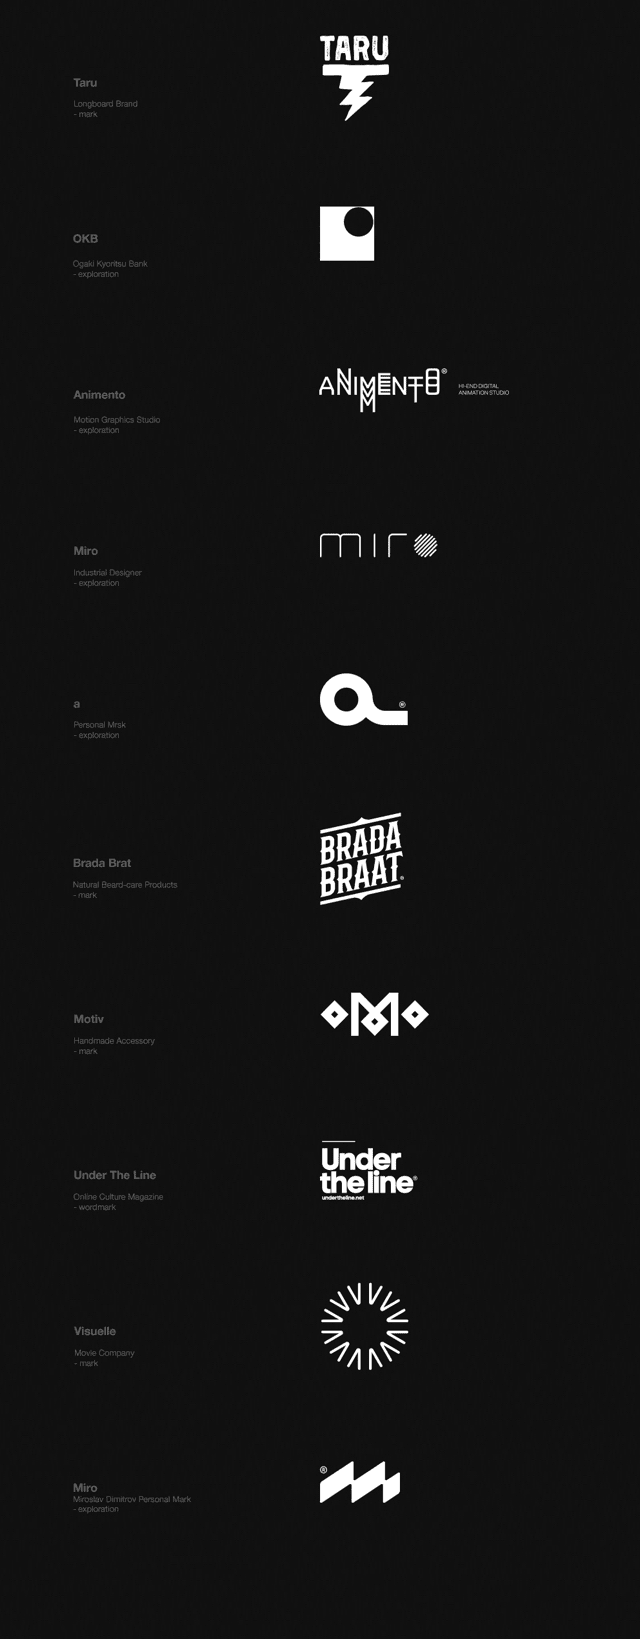 TARU
Taru
Longboard Brand
- mark
OKB
Ogaki Kyoritsu Bank
- exploration
ANIMENTO®
HI-END DIGITAL
ANIMATION STUDIO
Animento
Motion Graphics Studio
- exploration
miro
Miro
Industrial Designer
- exploration
a®
a
Personal Mrsk
- exploration
BRADA
BRAAT®
Brada Brat
Natural Beard-care Products
- mark
M
Motiv
Handmade Accessory
- mark
Under
the line®
undertheline.net
Under The Line
Online Culture Magazine
- wordmark
Visuelle
Movie Company
- mark
®
Miro
Miroslav Dimitrov Personal Mark
- exploration